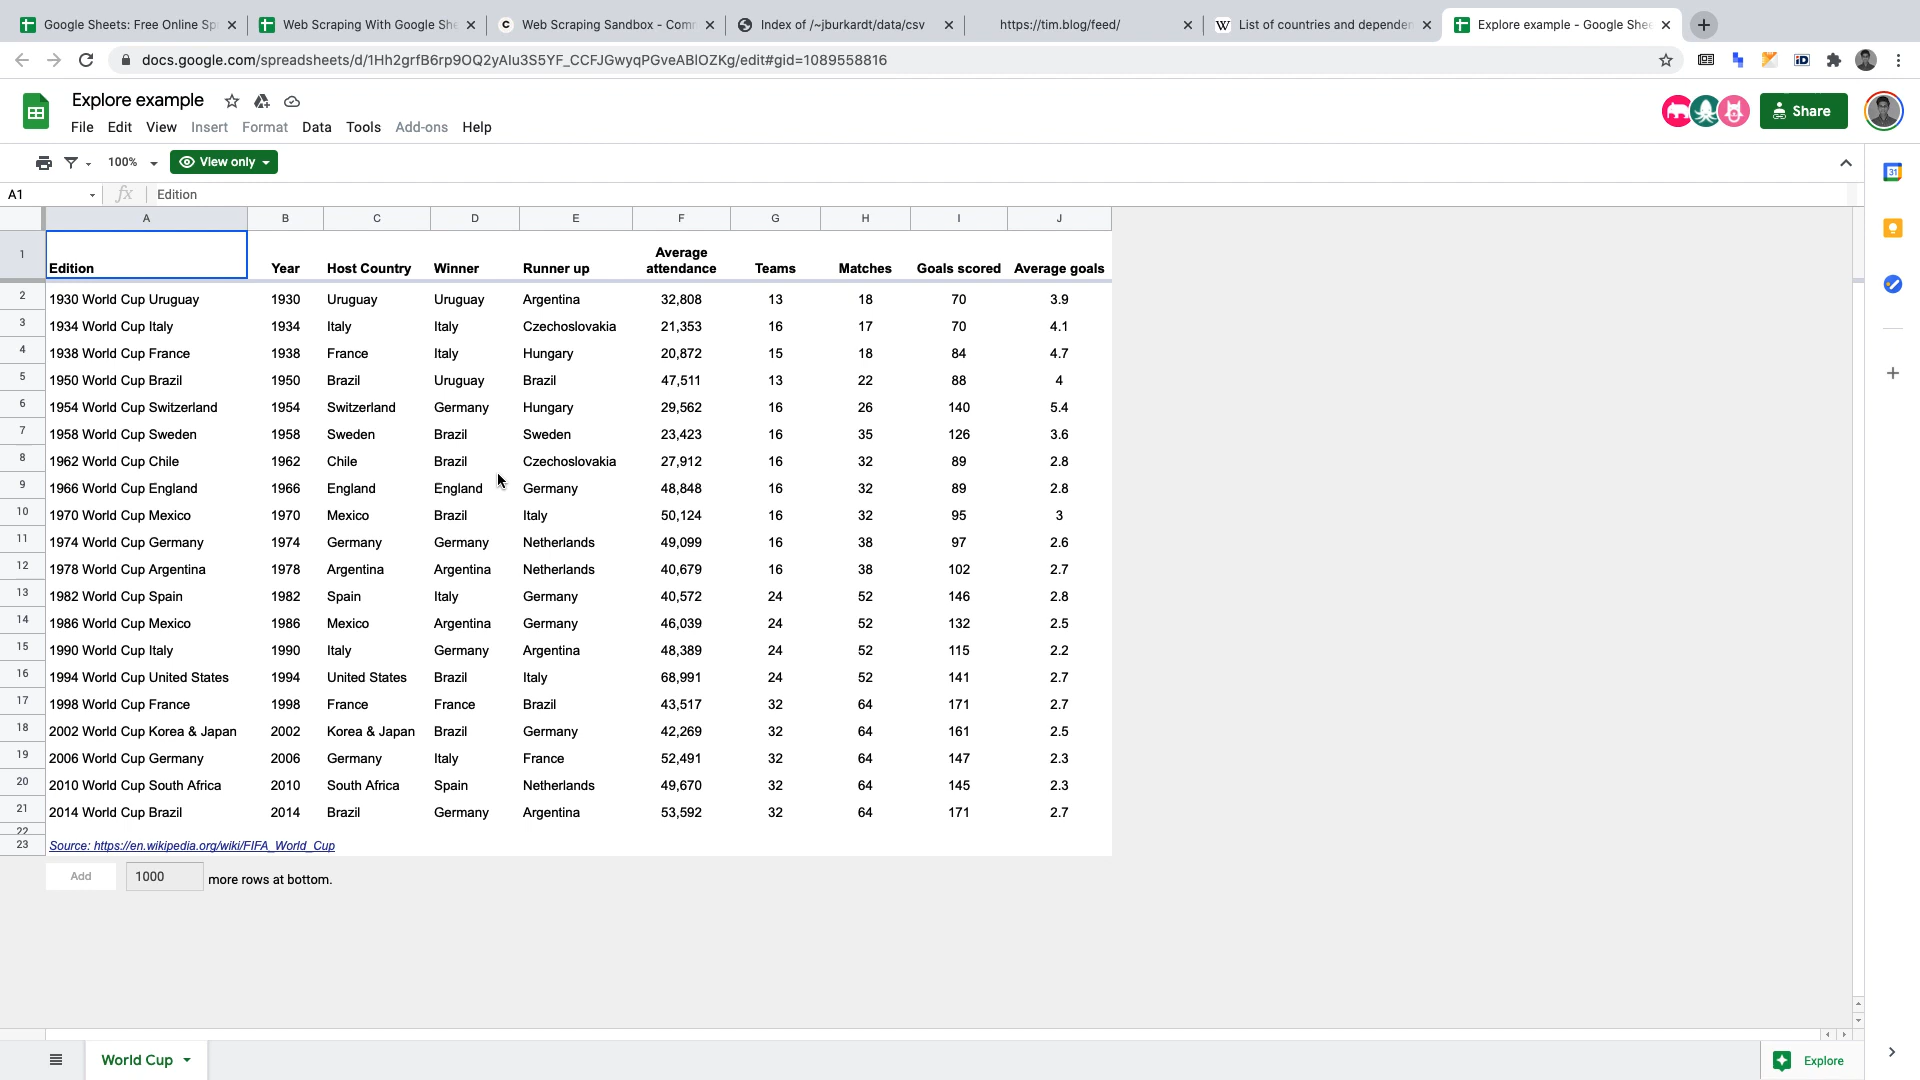 Google Sheets: Free Online Sp
Web Scraping With Google She
Web Scraping Sandbox - Com
Index of /~jburkardt/data/csv
https://tim.blog/feed/
W List of countries and dependen
Explore example - Google Shee
docs.google.com/spreadsheets/d/1Hh2grfB6rp9OQ2yAlu3S5YF_CCFJGwyqPGveABlOZKg/edit#gid=1089558816
Explore example
File Edit View Insert Format Data Tools Add-ons Help
Share
100% View only
31
A1 fx Edition
A B C D E F G H I J
1 Edition Year Host Country Winner Runner up Average attendance Teams Matches Goals scored Average goals
2 1930 World Cup Uruguay 1930 Uruguay Uruguay Argentina 32,808 13 18 70 3.9
3 1934 World Cup Italy 1934 Italy Italy Czechoslovakia 21,353 16 17 70 4.1
4 1938 World Cup France 1938 France Italy Hungary 20,872 15 18 84 4.7
5 1950 World Cup Brazil 1950 Brazil Uruguay Brazil 47,511 13 22 88 4
6 1954 World Cup Switzerland 1954 Switzerland Germany Hungary 29,562 16 26 140 5.4
7 1958 World Cup Sweden 1958 Sweden Brazil Sweden 23,423 16 35 126 3.6
8 1962 World Cup Chile 1962 Chile Brazil Czechoslovakia 27,912 16 32 89 2.8
9 1966 World Cup England 1966 England England Germany 48,848 16 32 89 2.8
10 1970 World Cup Mexico 1970 Mexico Brazil Italy 50,124 16 32 95 3
11 1974 World Cup Germany 1974 Germany Germany Netherlands 49,099 16 38 97 2.6
12 1978 World Cup Argentina 1978 Argentina Argentina Netherlands 40,679 16 38 102 2.7
13 1982 World Cup Spain 1982 Spain Italy Germany 40,572 24 52 146 2.8
14 1986 World Cup Mexico 1986 Mexico Argentina Germany 46,039 24 52 132 2.5
15 1990 World Cup Italy 1990 Italy Germany Argentina 48,389 24 52 115 2.2
16 1994 World Cup United States 1994 United States Brazil Italy 68,991 24 52 141 2.7
17 1998 World Cup France 1998 France France Brazil 43,517 32 64 171 2.7
18 2002 World Cup Korea & Japan 2002 Korea & Japan Brazil Germany 42,269 32 64 161 2.5
19 2006 World Cup Germany 2006 Germany Italy France 52,491 32 64 147 2.3
20 2010 World Cup South Africa 2010 South Africa Spain Netherlands 49,670 32 64 145 2.3
21 2014 World Cup Brazil 2014 Brazil Germany Argentina 53,592 32 64 171 2.7
22
23 Source: https://en.wikipedia.org/wiki/FIFA_World_Cup
Add 1000 more rows at bottom.
World Cup
Explore